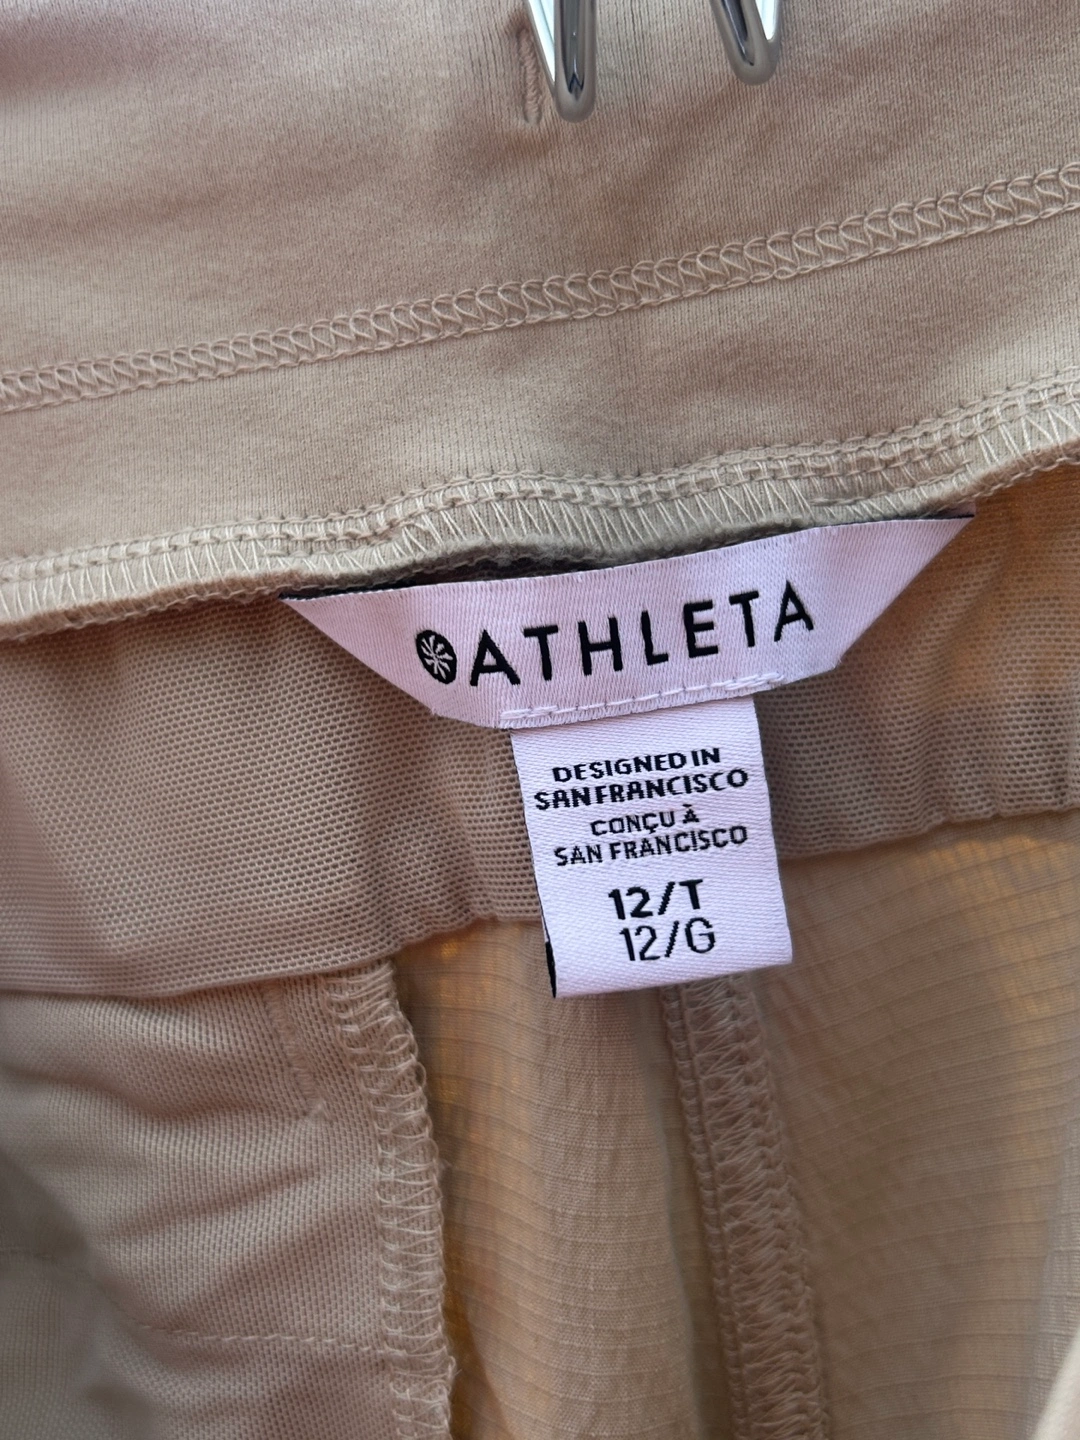 ATHLETA
DESIGNED IN
SAN FRANCISCO
CONÇU À
SAN FRANCISCO
12/T
12/G